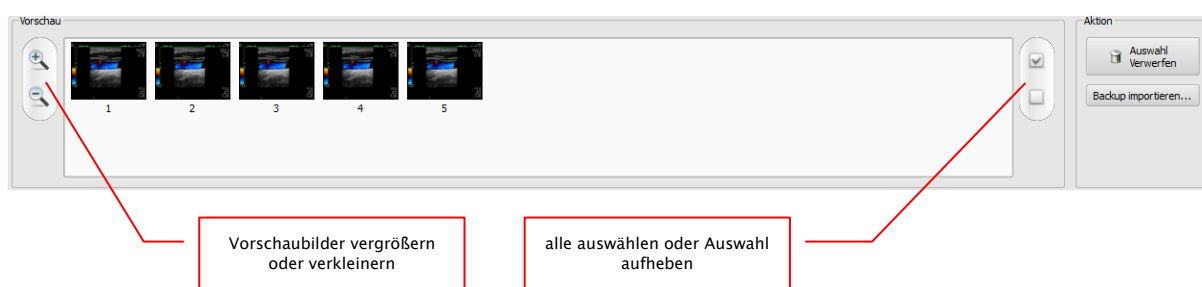 Vorschau
Aktion
Auswahl
Verwerfen
Backup importieren...
1 2 3 4 5
Vorschaubilder vergrößern
oder verkleinern
alle auswählen oder Auswahl
aufheben